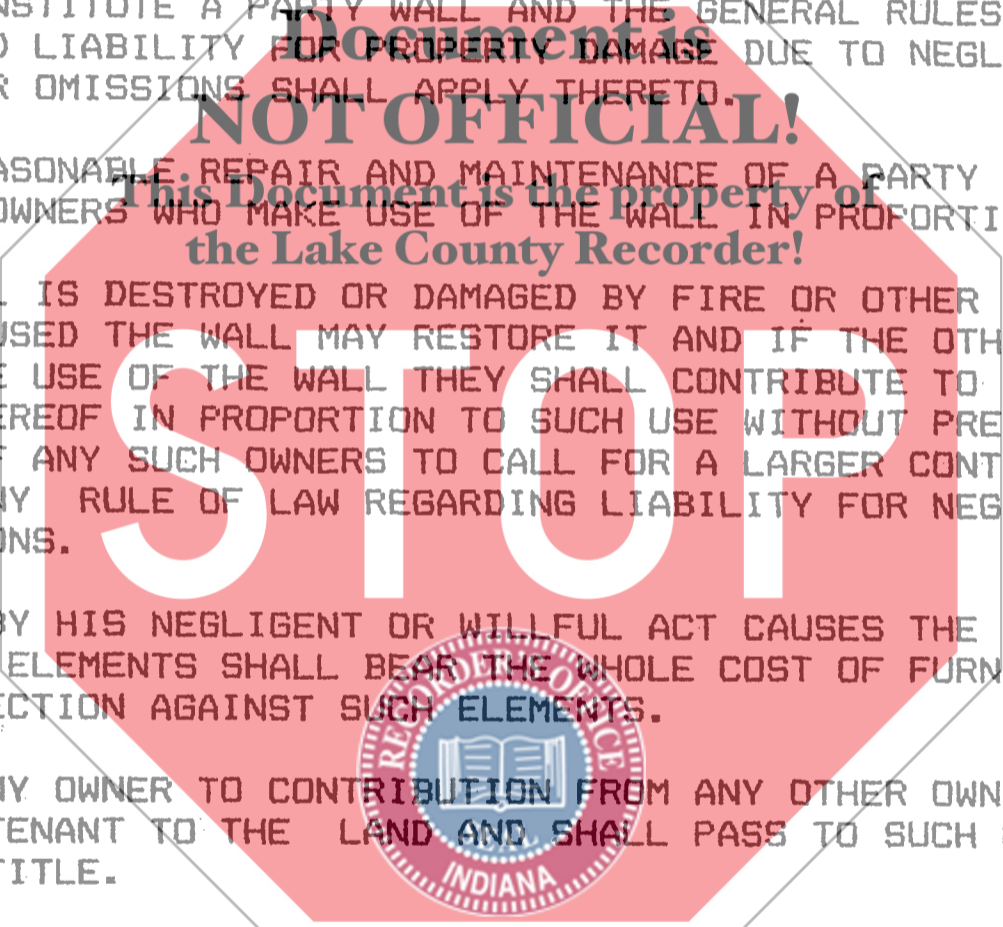 NSTITUTE A PARTY WALL AND THE GENERAL RULES
Document is
LIABILITY FOR PROPERTY DAMAGE DUE TO NEGL
R OMISSIONS SHALL APPLY THERETO.
NOT OFFICIAL!
ASONABLE REPAIR AND MAINTENANCE OF A PARTY
This Document is the property of
OWNERS WHO MAKE USE OF THE WALL IN PROPORTI
the Lake County Recorder!
IS DESTROYED OR DAMAGED BY FIRE OR OTHER
USED THE WALL MAY RESTORE IT AND IF THE OTH
E USE OF THE WALL THEY SHALL CONTRIBUTE TO
EREOF IN PROPORTION TO SUCH USE WITHOUT PRE
STOP
ANY SUCH OWNERS TO CALL FOR A LARGER CONT
NY RULE OF LAW REGARDING LIABILITY FOR NEG
ONS.
BY HIS NEGLIGENT OR WILLFUL ACT CAUSES THE
ELEMENTS SHALL BEAR THE WHOLE COST OF FURN
ECTION AGAINST SUCH ELEMENTS.
RECORDER OFFICE
NY OWNER TO CONTRIBUTION FROM ANY OTHER OWN
TENANT TO THE LAND AND SHALL PASS TO SUCH
INDIANA
TITLE.